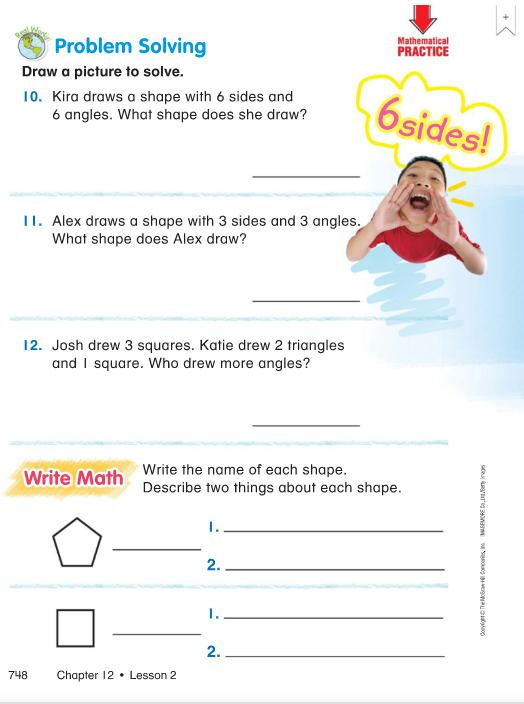 +
Real World
Problem Solving
Mathematical
PRACTICE
Draw a picture to solve.
10. Kira draws a shape with 6 sides and
6 angles. What shape does she draw?
6 sides!
11. Alex draws a shape with 3 sides and 3 angles.
What shape does Alex draw?
12. Josh drew 3 squares. Katie drew 2 triangles
and 1 square. Who drew more angles?
Write Math
Write the name of each shape.
Describe two things about each shape.
1.
2.
1.
2.
Copyright © The McGraw-Hill Companies, Inc. IMAGEMORE Co.,Ltd./Getty Images
748 Chapter 12 • Lesson 2